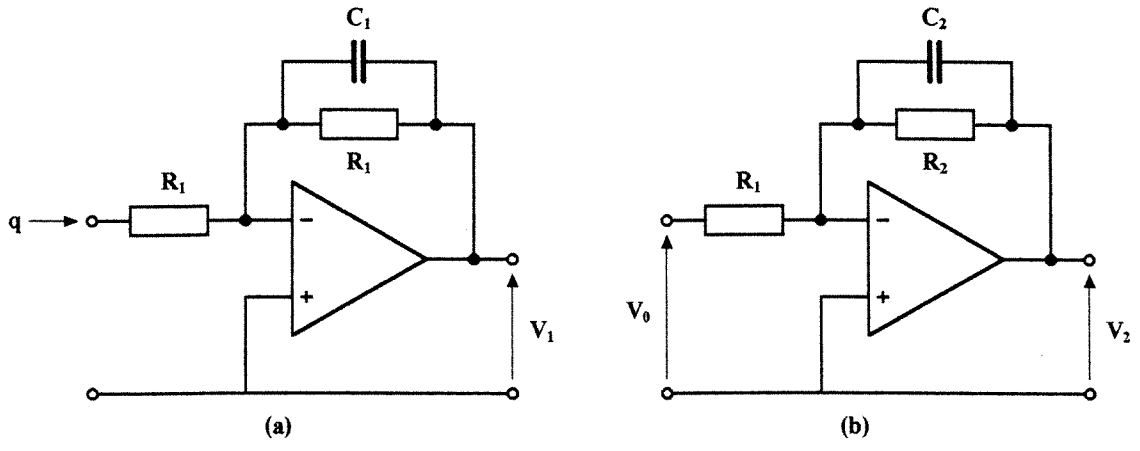 C₁
R₁
R₁
q
−
+
V₁
(a)
C₂
R₂
R₁
−
+
V₀
V₂
(b)